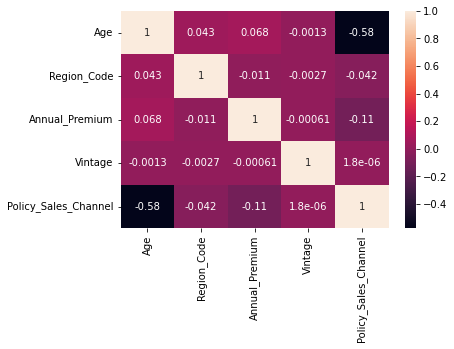 Age 1 0.043 0.068 -0.0013 -0.58
Region_Code 0.043 1 -0.011 -0.0027 -0.042
Annual_Premium 0.068 -0.011 1 -0.00061 -0.11
Vintage -0.0013 -0.0027 -0.00061 1 1.8e-06
Policy_Sales_Channel -0.58 -0.042 -0.11 1.8e-06 1
Age
Region_Code
Annual_Premium
Vintage
Policy_Sales_Channel
1.0
0.8
0.6
0.4
0.2
0.0
−0.2
−0.4